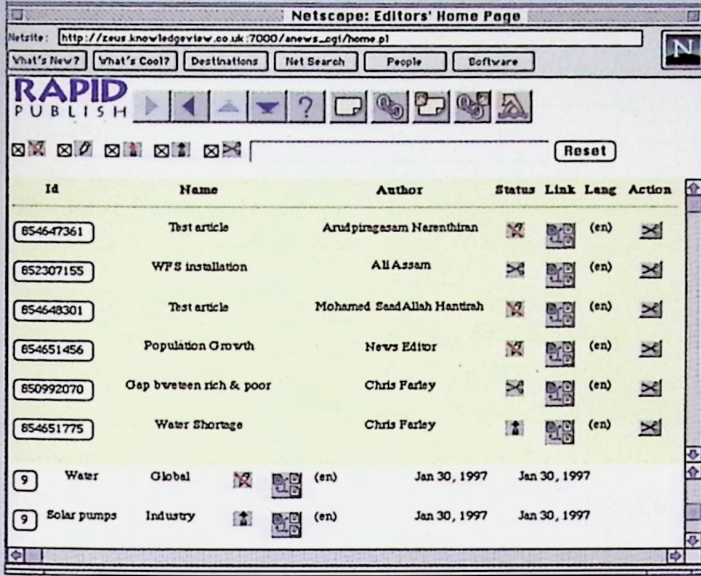 Netscape: Editors' Home Page
Netsite: http://zeus.knowledgeview.co.uk:7000/anews_cgi/home.pl
N
What's New? What's Cool? Destinations Net Search People Software
RAPID
PUBLISH
?
Reset
Id Name Author Status Link Lang Action
854647361 Test article Arudpiragasam Narenthiran (en)
852307155 WFS installation Ali Assam (en)
854648301 Test article Mohamed SaadAllah Hantirah (en)
854651456 Population Growth News Editor (en)
850992070 Gap bweteen rich & poor Chris Farley (en)
854651775 Water Shortage Chris Farley (en)
9 Water Global (en) Jan 30, 1997 Jan 30, 1997
9 Solar pumps Industry (en) Jan 30, 1997 Jan 30, 1997